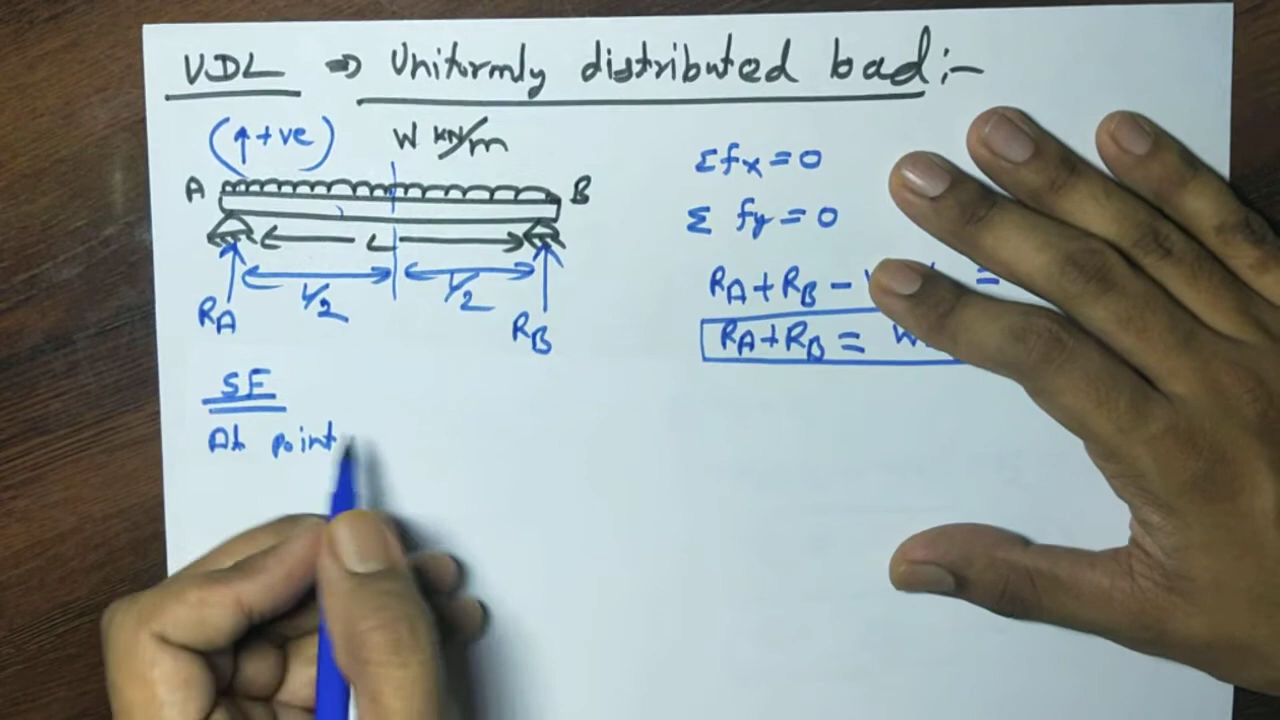 UDL ⇒ Uniformly distributed load :-
(↑+ve) W kN/m
A B
L
L/2 L/2
RA RB
Σfx = 0
Σ fy = 0
RA+RB - =
RA+RB = W
SF
At point